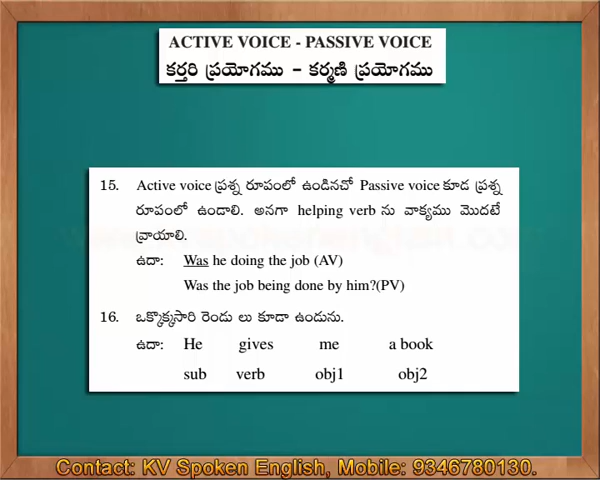 ACTIVE VOICE - PASSIVE VOICE
కర్తరి ప్రయోగము – కర్మణి ప్రయోగము
15. Active voice ప్రశ్న రూపంలో ఉండినచో Passive voice కూడ ప్రశ్న
రూపంలో ఉండాలి. అనగా helping verb ను వాక్యము మొదటే
వ్రాయాలి.
ఉదా: Was he doing the job (AV)
Was the job being done by him?(PV)
16. ఒక్కొక్కసారి రెండు లు కూడా ఉండును.
ఉదా: He gives me a book
sub verb obj1 obj2
Contact: KV Spoken English, Mobile: 9346780130.